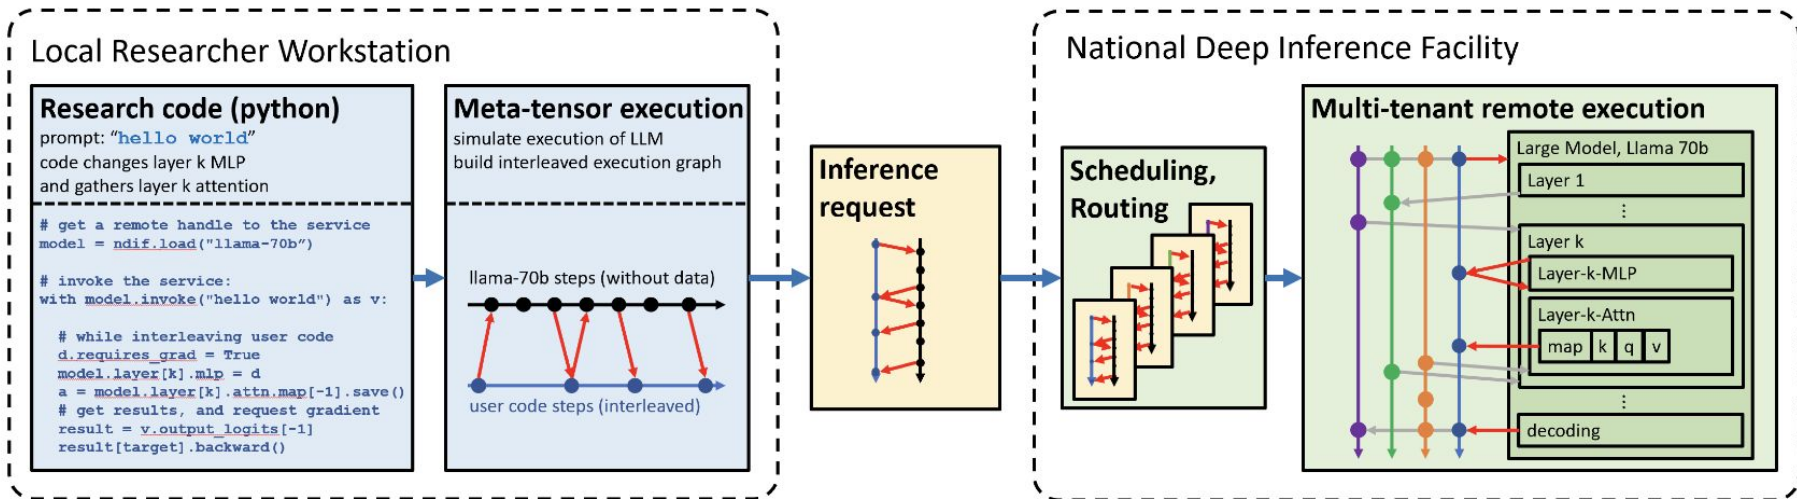 Local Researcher Workstation
Research code (python)
prompt: “hello world”
code changes layer k MLP
and gathers layer k attention
# get a remote handle to the service
model = ndif.load("llama-70b”)
# invoke the service:
with model.invoke("hello world") as v:
# while interleaving user code
d.requires_grad = True
model.layer[k].mlp = d
a = model.layer[k].attn.map[-1].save()
# get results, and request gradient
result = v.output_logits[-1]
result[target].backward()
Meta-tensor execution
simulate execution of LLM
build interleaved execution graph
llama-70b steps (without data)
user code steps (interleaved)
Inference
request
National Deep Inference Facility
Scheduling,
Routing
Multi-tenant remote execution
Large Model, Llama 70b
Layer 1
⋮
Layer k
Layer-k-MLP
Layer-k-Attn
map k q v
⋮
decoding